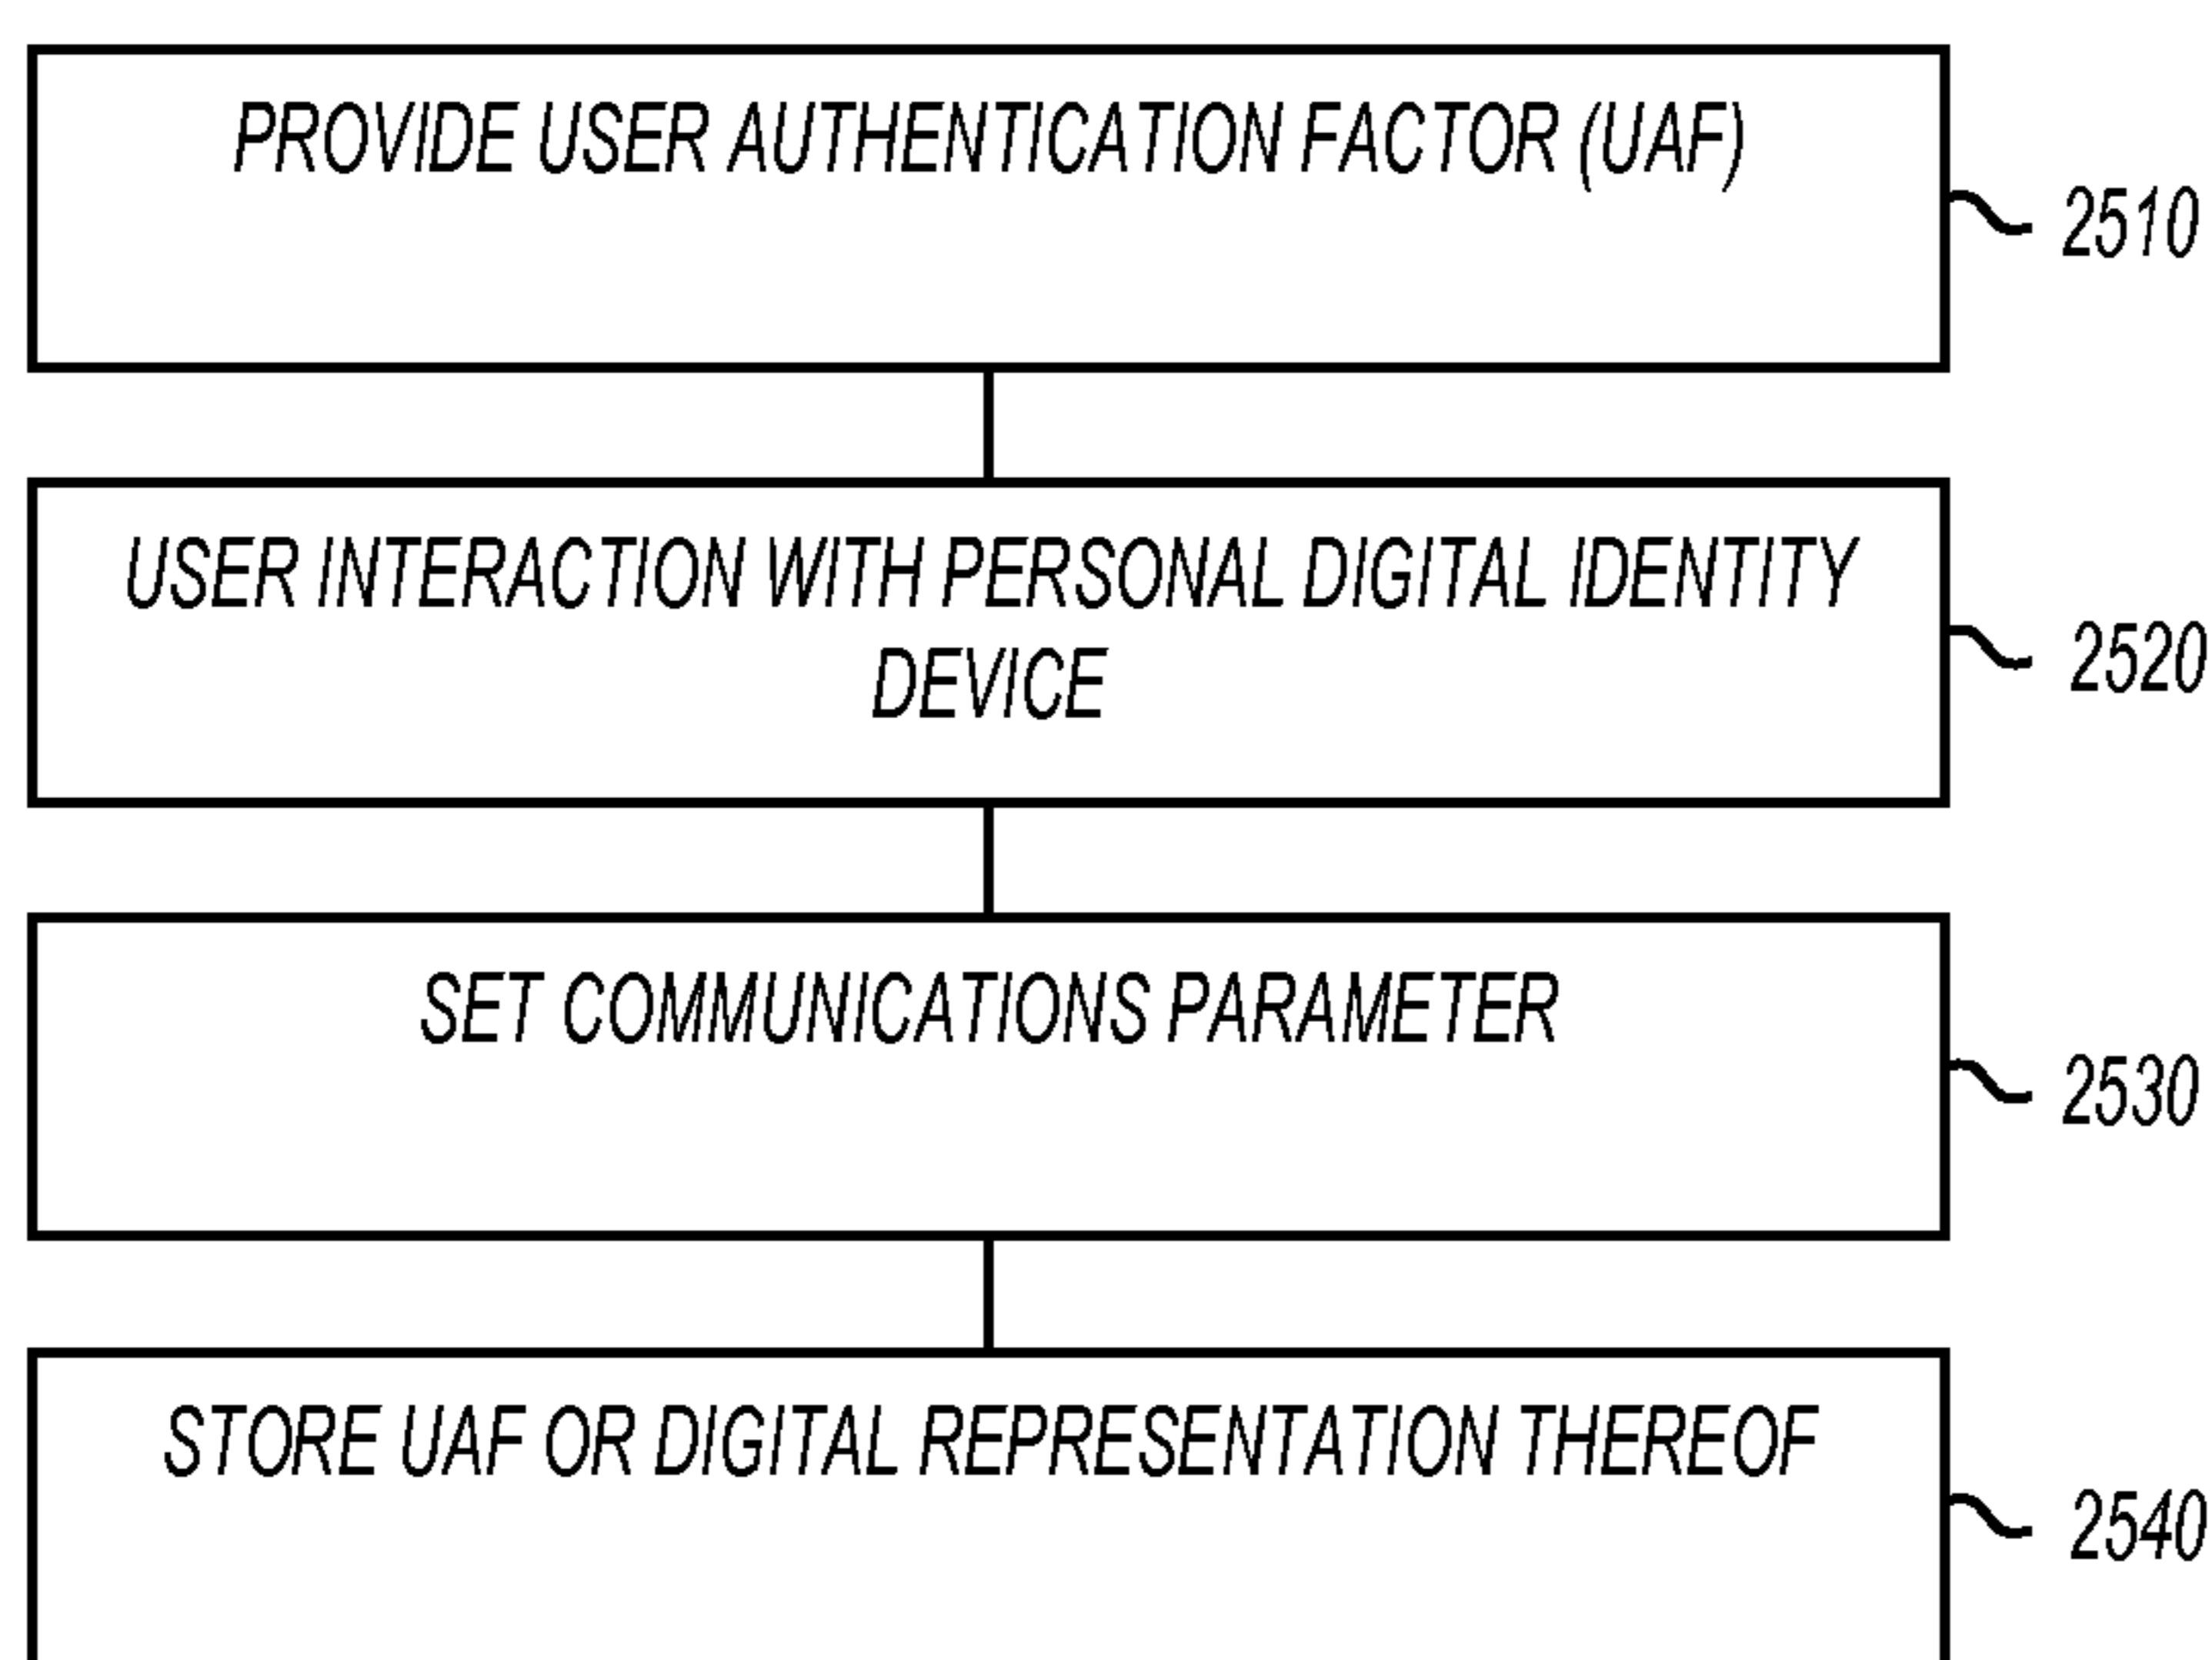 PROVIDE USER AUTHENTICATION FACTOR (UAF)
2510
USER INTERACTION WITH PERSONAL DIGITAL IDENTITY
DEVICE
2520
SET COMMUNICATIONS PARAMETER
2530
STORE UAF OR DIGITAL REPRESENTATION THEREOF
2540